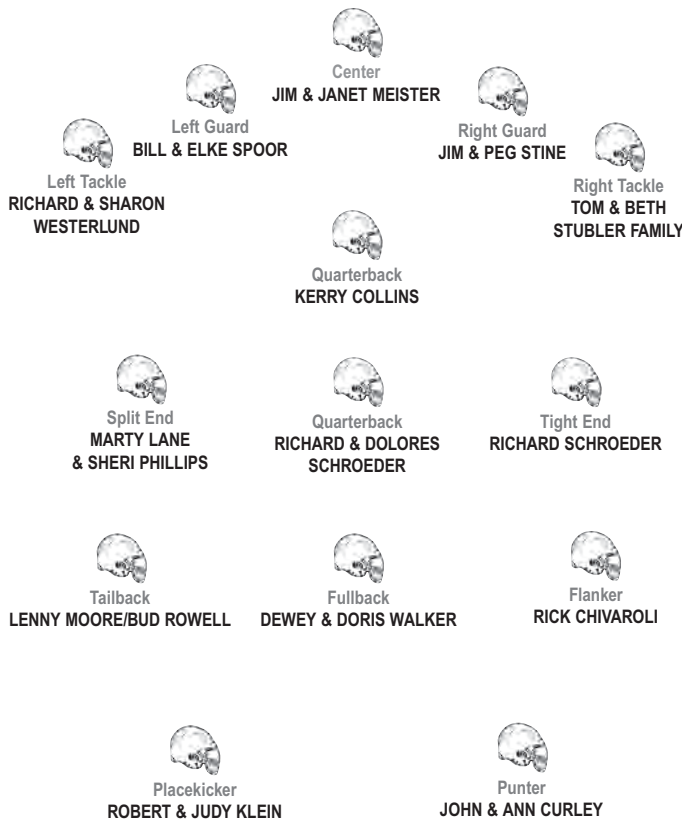 Center
JIM & JANET MEISTER
Left Guard
BILL & ELKE SPOOR
Right Guard
JIM & PEG STINE
Left Tackle
RICHARD & SHARON
WESTERLUND
Right Tackle
TOM & BETH
STUBLER FAMILY
Quarterback
KERRY COLLINS
Split End
MARTY LANE
& SHERI PHILLIPS
Quarterback
RICHARD & DOLORES
SCHROEDER
Tight End
RICHARD SCHROEDER
Tailback
LENNY MOORE/BUD ROWELL
Fullback
DEWEY & DORIS WALKER
Flanker
RICK CHIVAROLI
Placekicker
ROBERT & JUDY KLEIN
Punter
JOHN & ANN CURLEY